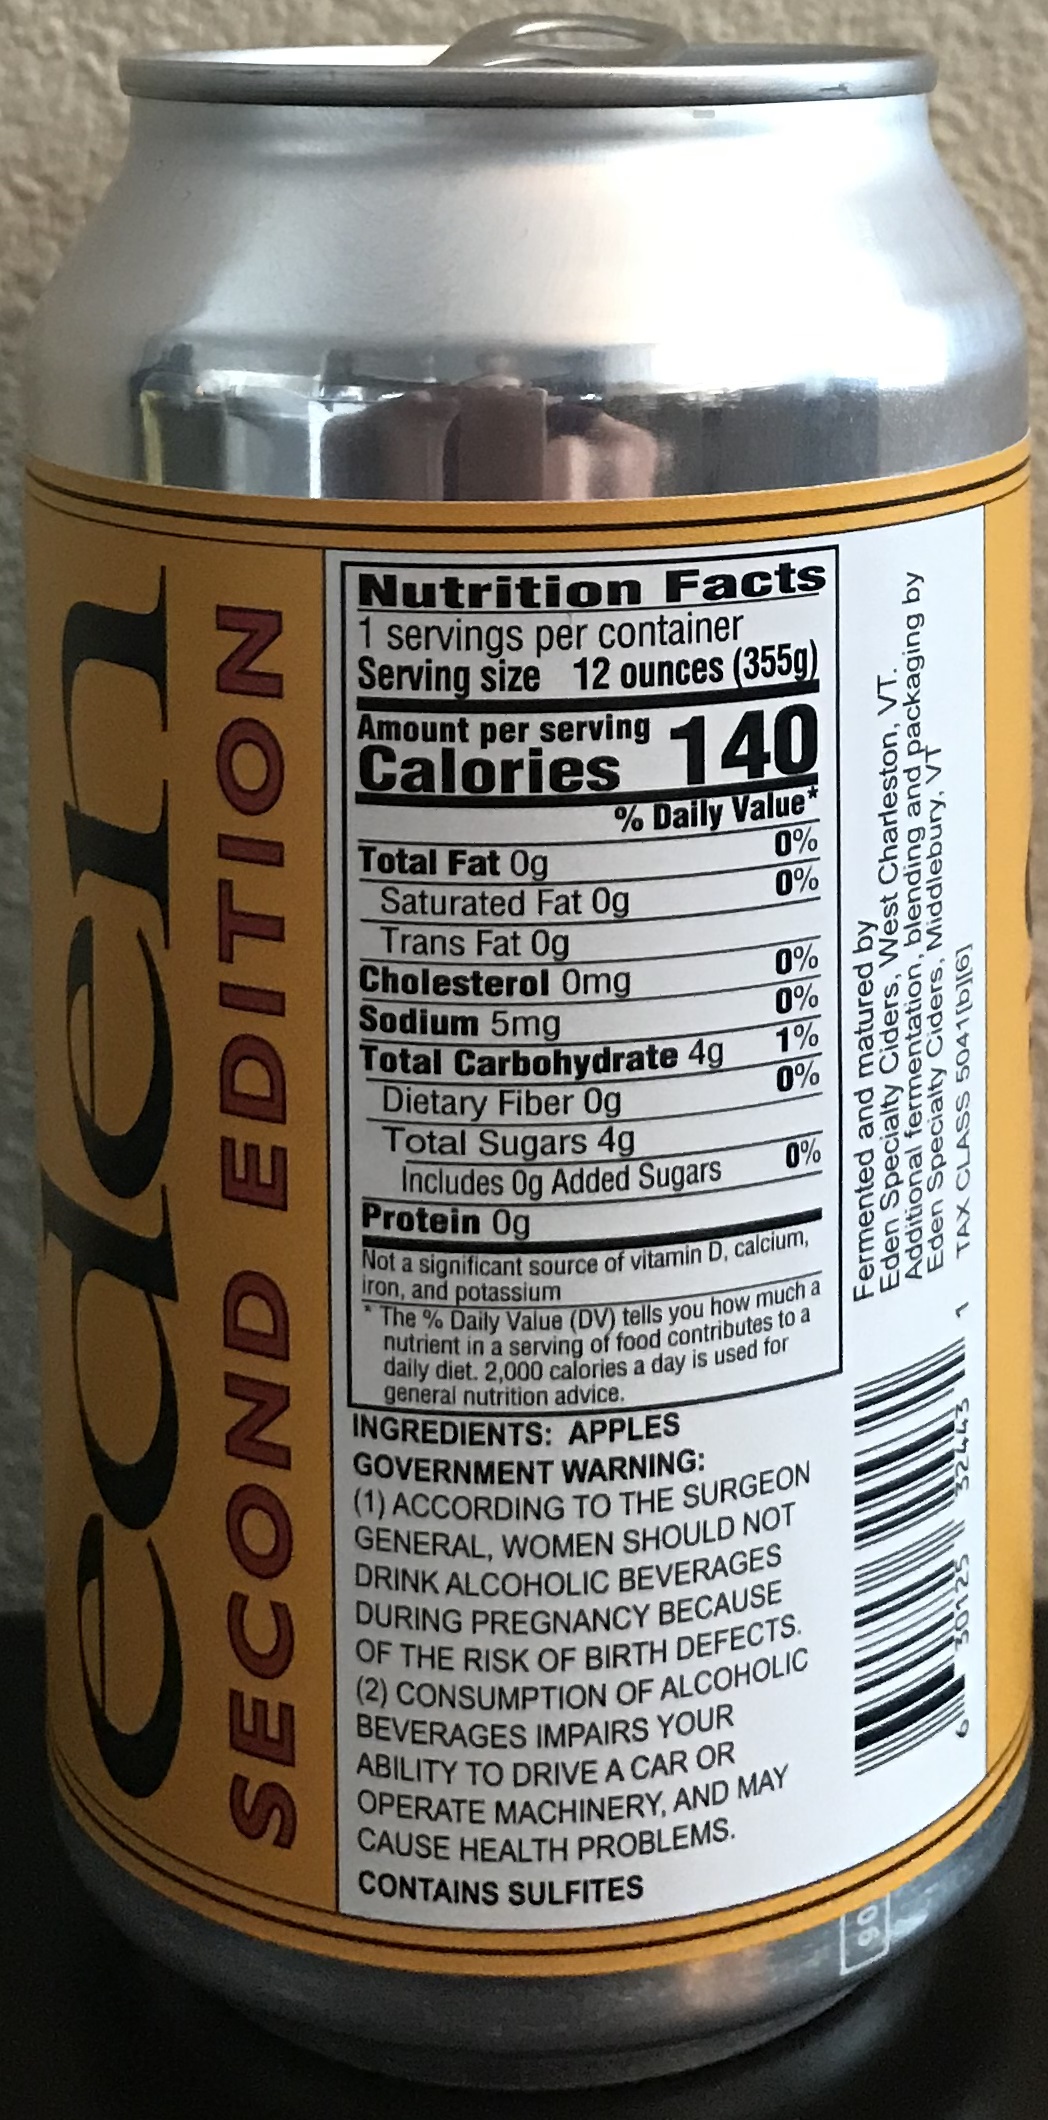 Eden
SECOND EDITION
Nutrition Facts
1 servings per container
Serving size 12 ounces (355g)
Amount per serving
Calories 140
% Daily Value*
Total Fat 0g 0%
Saturated Fat 0g 0%
Trans Fat 0g
Cholesterol 0mg 0%
Sodium 5mg 0%
Total Carbohydrate 4g 1%
Dietary Fiber 0g 0%
Total Sugars 4g
Includes 0g Added Sugars 0%
Protein 0g
Not a significant source of vitamin D, calcium,
iron, and potassium
* The % Daily Value (DV) tells you how much a
nutrient in a serving of food contributes to a
daily diet. 2,000 calories a day is used for
general nutrition advice.
INGREDIENTS: APPLES
GOVERNMENT WARNING:
(1) ACCORDING TO THE SURGEON
GENERAL, WOMEN SHOULD NOT
DRINK ALCOHOLIC BEVERAGES
DURING PREGNANCY BECAUSE
OF THE RISK OF BIRTH DEFECTS.
(2) CONSUMPTION OF ALCOHOLIC
BEVERAGES IMPAIRS YOUR
ABILITY TO DRIVE A CAR OR
OPERATE MACHINERY, AND MAY
CAUSE HEALTH PROBLEMS.
CONTAINS SULFITES
Fermented and matured by
Eden Specialty Ciders, West Charleston, VT.
Additional fermentation, blending and packaging by
Eden Specialty Ciders, Middlebury, VT
TAX CLASS 5041[b][6]
6 50125 32443 1